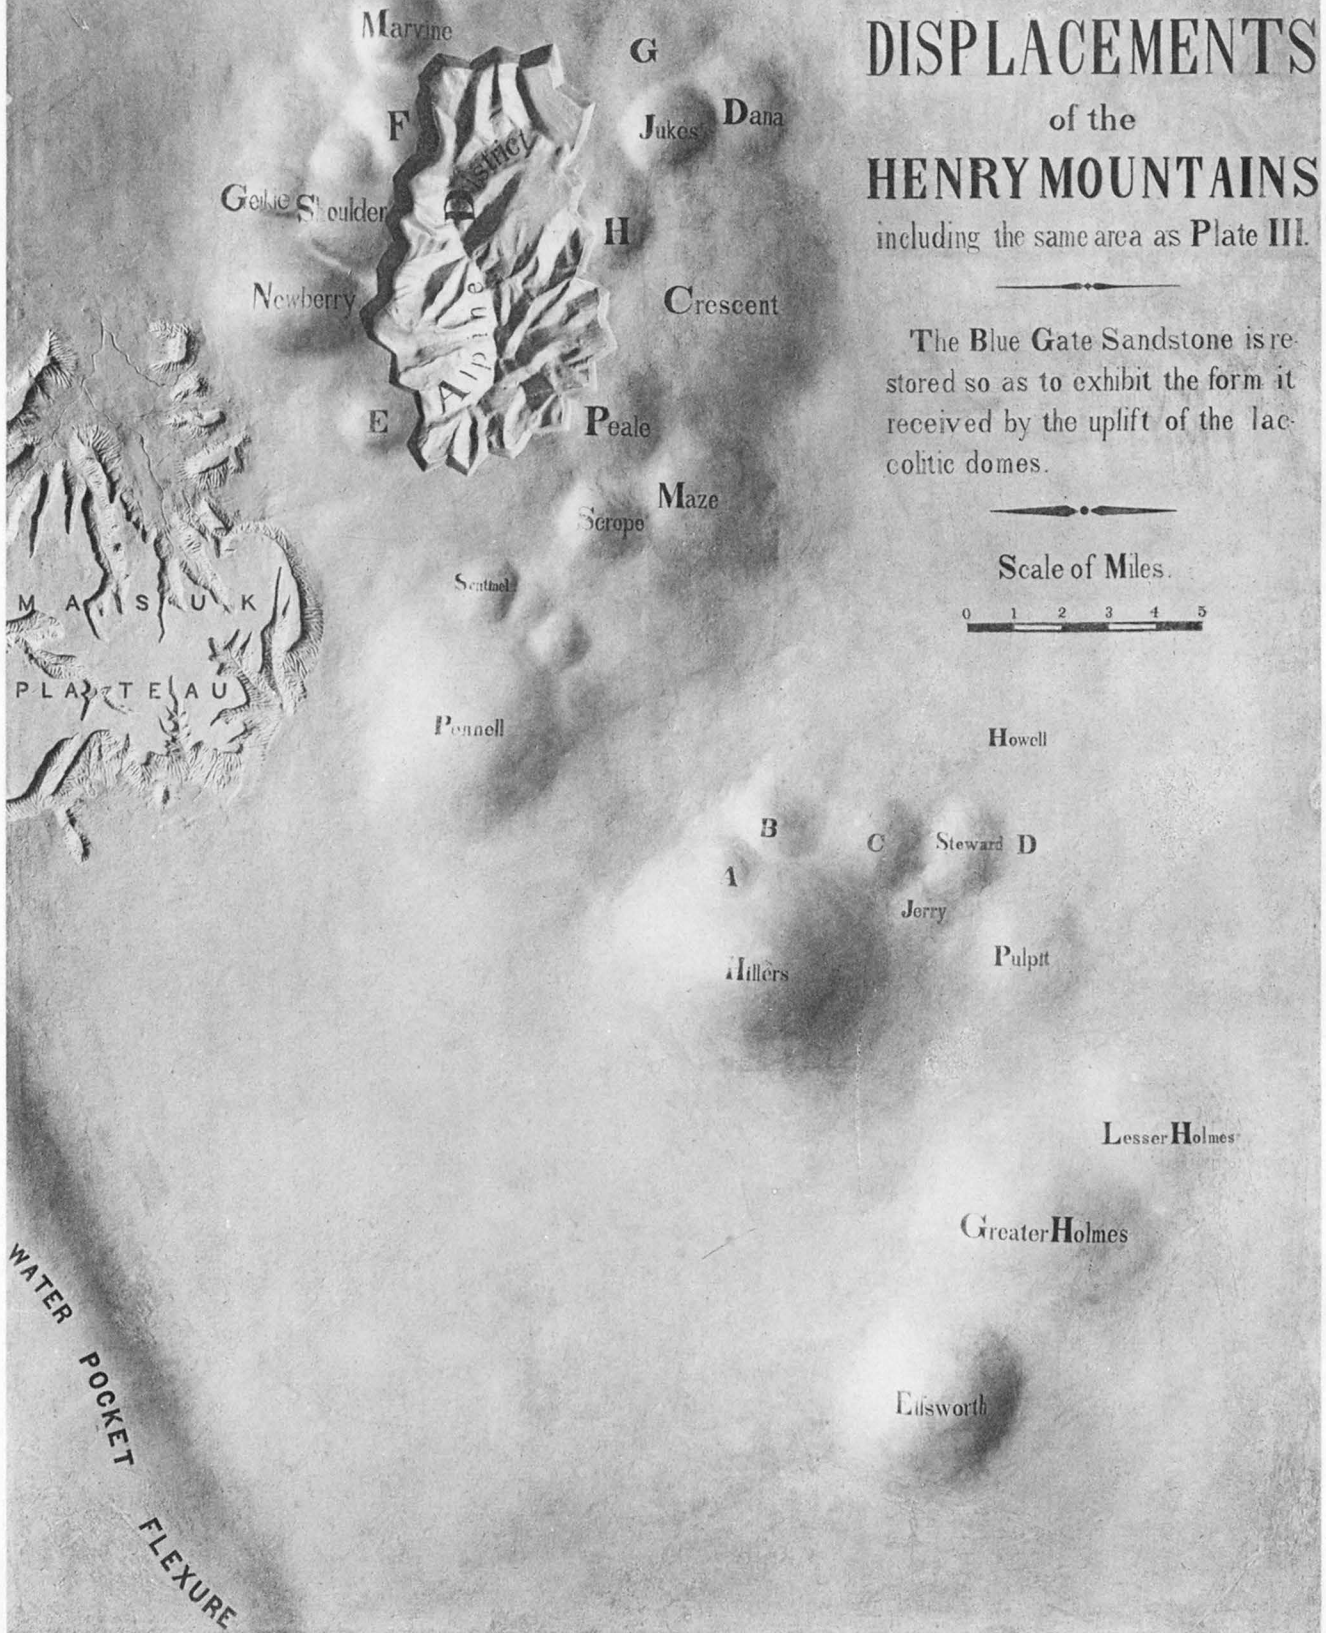 DISPLACEMENTS
of the
HENRY MOUNTAINS
including the same area as Plate III.
The Blue Gate Sandstone is re-
stored so as to exhibit the form it
received by the uplift of the lac-
colitic domes.
Scale of Miles.
0 1 2 3 4 5
Marvine
G
F
Jukes
Dana
District
Geikie
Shoulder
H
Newberry
Crescent
Alpine
E
Peale
Maze
Scrope
Sentinel
MASUK
PLATEAU
Pennell
Howell
B
C
Steward
D
A
Jerry
Hillers
Pulpit
Lesser Holmes
Greater Holmes
Ellsworth
WATER
POCKET
FLEXURE